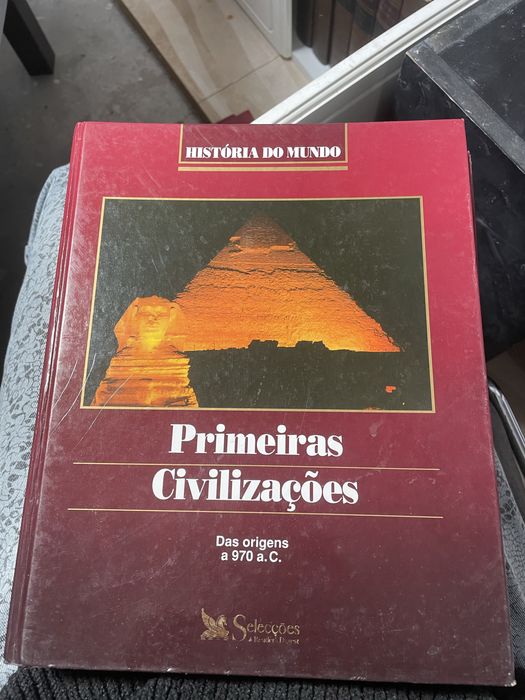 HISTÓRIA DO MUNDO
Primeiras
Civilizações
Das origens
a 970 a.C.
Selecções
Reader's Digest